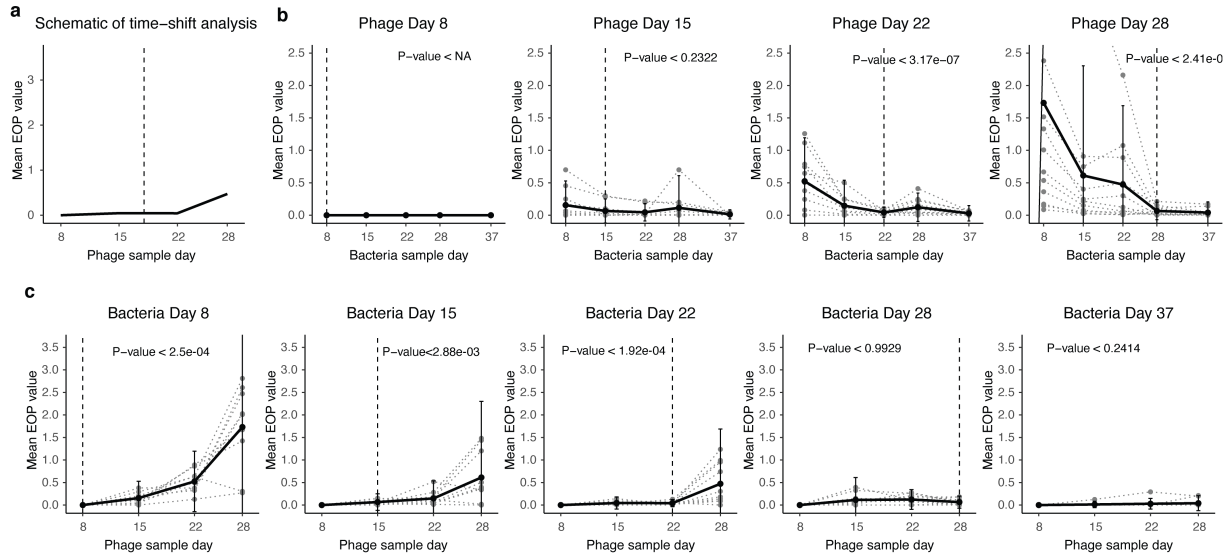 a
Schematic of time−shift analysis
Mean EOP value
3
2
1
0
8 15 22 28
Phage sample day
b
Phage Day 8
P−value < NA
Mean EOP value
2.5
2.0
1.5
1.0
0.5
0.0
8 15 22 28 37
Bacteria sample day
Phage Day 15
P−value < 0.2322
Mean EOP value
2.5
2.0
1.5
1.0
0.5
0.0
8 15 22 28 37
Bacteria sample day
Phage Day 22
P−value < 3.17e−07
Mean EOP value
2.5
2.0
1.5
1.0
0.5
0.0
8 15 22 28 37
Bacteria sample day
Phage Day 28
P−value < 2.41e−0
Mean EOP value
2.5
2.0
1.5
1.0
0.5
0.0
8 15 22 28 37
Bacteria sample day
c
Bacteria Day 8
P−value < 2.5e−04
Mean EOP value
3.5
3.0
2.5
2.0
1.5
1.0
0.5
0.0
8 15 22 28
Phage sample day
Bacteria Day 15
P−value<2.88e−03
Mean EOP value
3.5
3.0
2.5
2.0
1.5
1.0
0.5
0.0
8 15 22 28
Phage sample day
Bacteria Day 22
P−value < 1.92e−04
Mean EOP value
3.5
3.0
2.5
2.0
1.5
1.0
0.5
0.0
8 15 22 28
Phage sample day
Bacteria Day 28
P−value < 0.9929
Mean EOP value
3.5
3.0
2.5
2.0
1.5
1.0
0.5
0.0
8 15 22 28
Phage sample day
Bacteria Day 37
P−value < 0.2414
Mean EOP value
3.5
3.0
2.5
2.0
1.5
1.0
0.5
0.0
8 15 22 28
Phage sample day